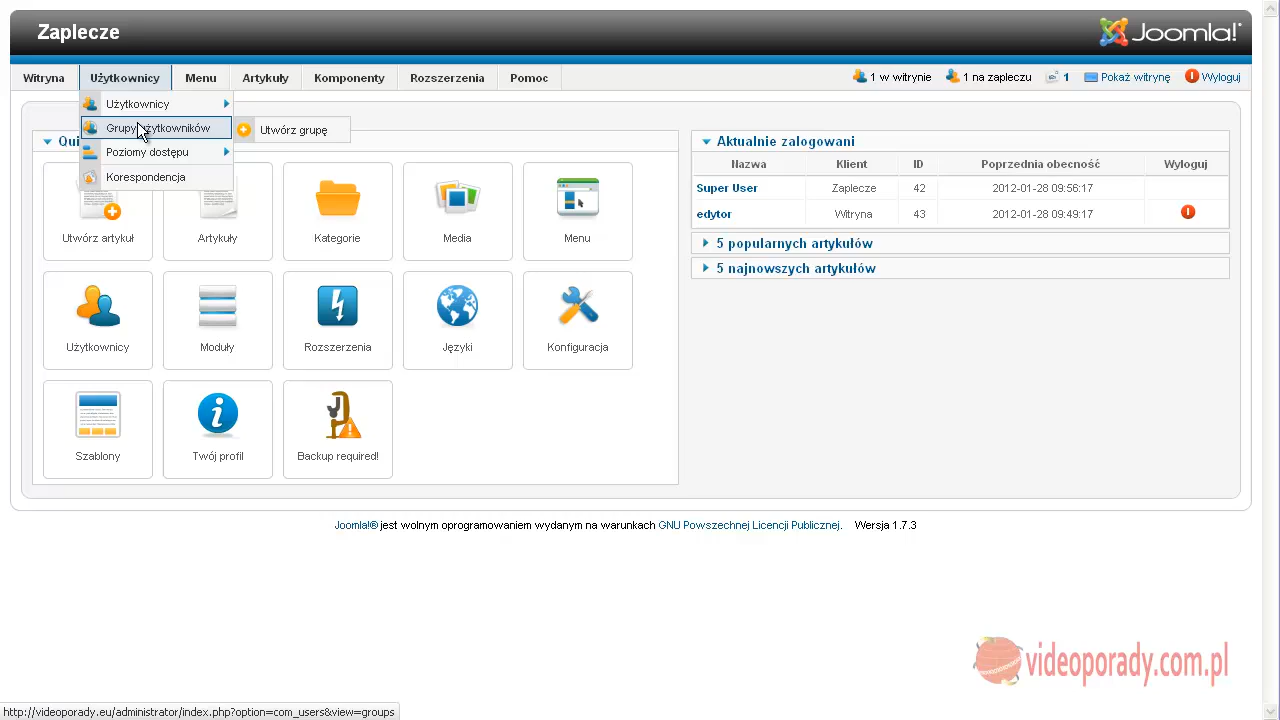 Zaplecze
Joomla!®
Witryna Użytkownicy Menu Artykuły Komponenty Rozszerzenia Pomoc 1 w witrynie 1 na zapleczu 1 Pokaż witrynę Wyloguj
Użytkownicy
Grupy użytkowników Utwórz grupę
Poziomy dostępu
Korespondencja
Qui
Utwórz artykuł Artykuły Kategorie Media Menu
Użytkownicy Moduły Rozszerzenia Języki Konfiguracja
Szablony Twój profil Backup required!
Aktualnie zalogowani
Nazwa Klient ID Poprzednia obecność Wyloguj
Super User Zaplecze 42 2012-01-28 09:56:17
edytor Witryna 43 2012-01-28 09:49:17
5 popularnych artykułów
5 najnowszych artykułów
Joomla!® jest wolnym oprogramowaniem wydanym na warunkach GNU Powszechnej Licencji Publicznej. Wersja 1.7.3
videoporady.com.pl
http://videoporady.eu/administrator/index.php?option=com_users&view=groups